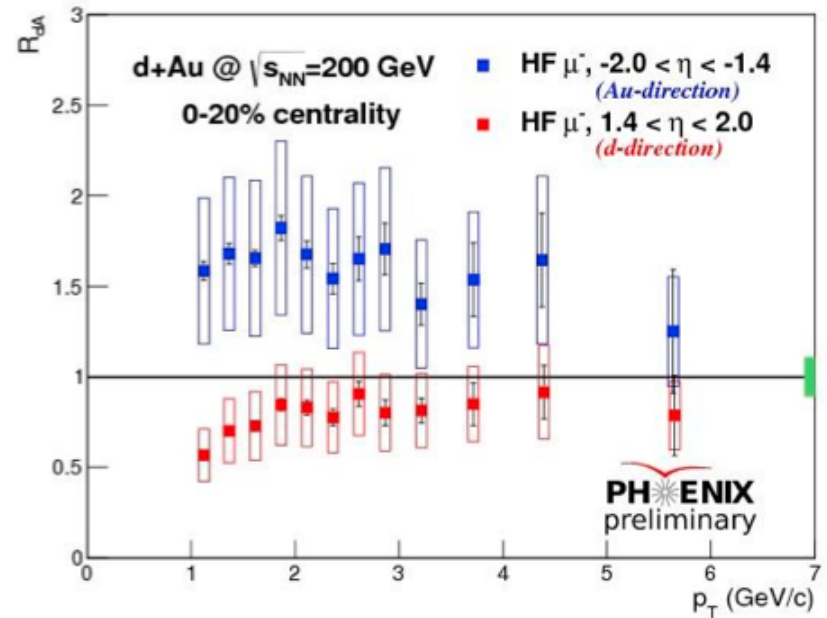 R_dA
3
2.5
2
1.5
1
0.5
0
d+Au @ √s_NN=200 GeV
0-20% centrality
HF μ⁻, -2.0 < η < -1.4
(Au-direction)
HF μ⁻, 1.4 < η < 2.0
(d-direction)
PH ENIX
preliminary
0 1 2 3 4 5 6 7
p_T (GeV/c)